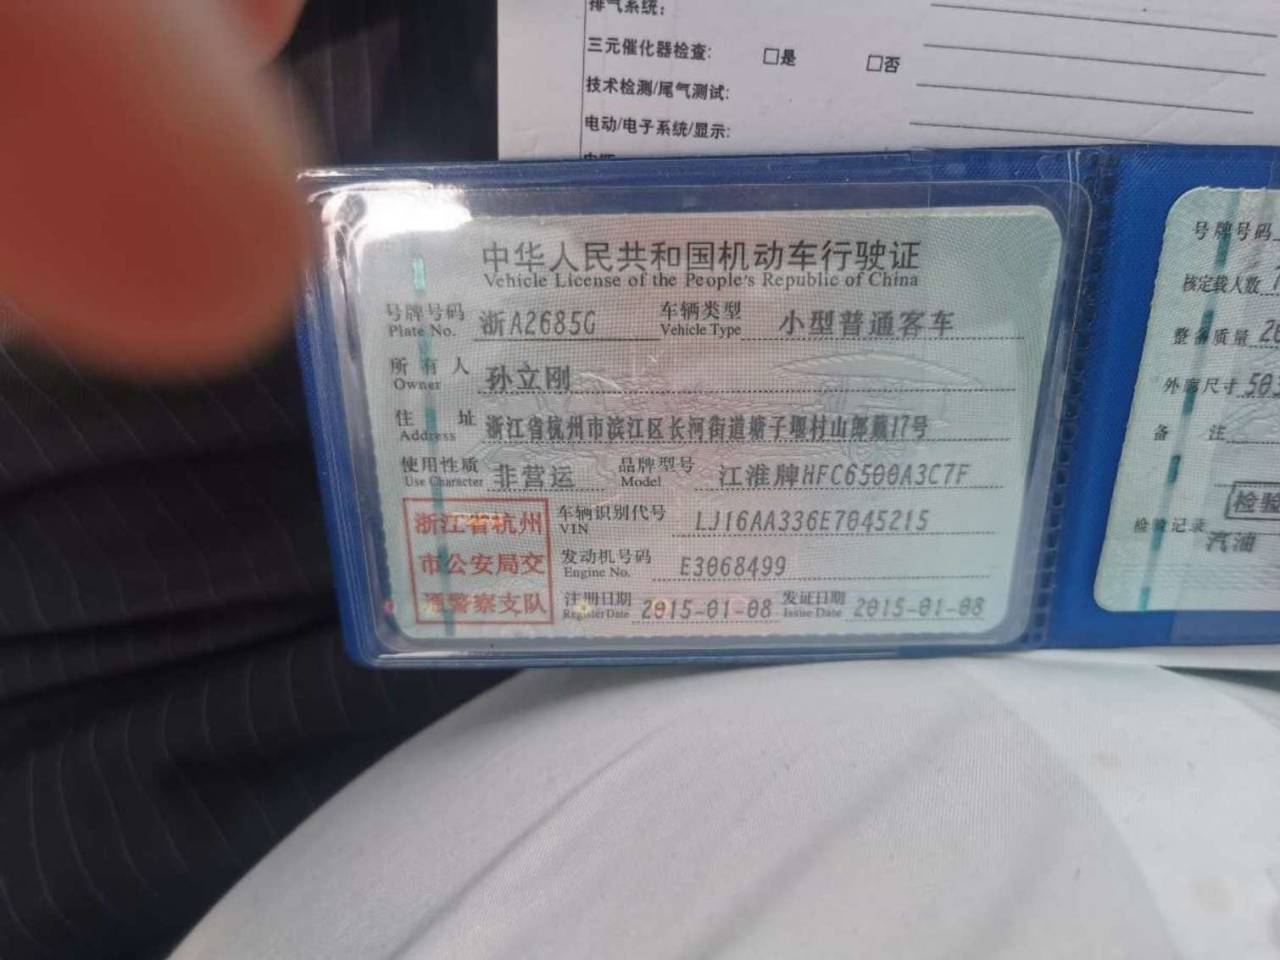 排气系统:
三元催化器检查: □是 □否
技术检测/尾气测试:
电动/电子系统/显示:
中华人民共和国机动车行驶证
Vehicle License of the People's Republic of China
号牌号码 浙A2685G 车辆类型 小型普通客车
Plate No. Vehicle Type
所有人 孙立刚
Owner
住址 浙江省杭州市滨江区长河街道塘子堰村山郎戴17号
Address
使用性质 非营运 品牌型号 江淮牌HFC6500A3C7F
Use Character Model
浙江省杭州
市公安局交
通警察支队
车辆识别代号 LJ16AA336E7045215
VIN
发动机号码 E3068499
Engine No.
注册日期 2015-01-08 发证日期 2015-01-08
Register Date Issue Date
号牌号码
核定载人数
整备质量 20
外廓尺寸 503
备注
检验
检验记录
汽油